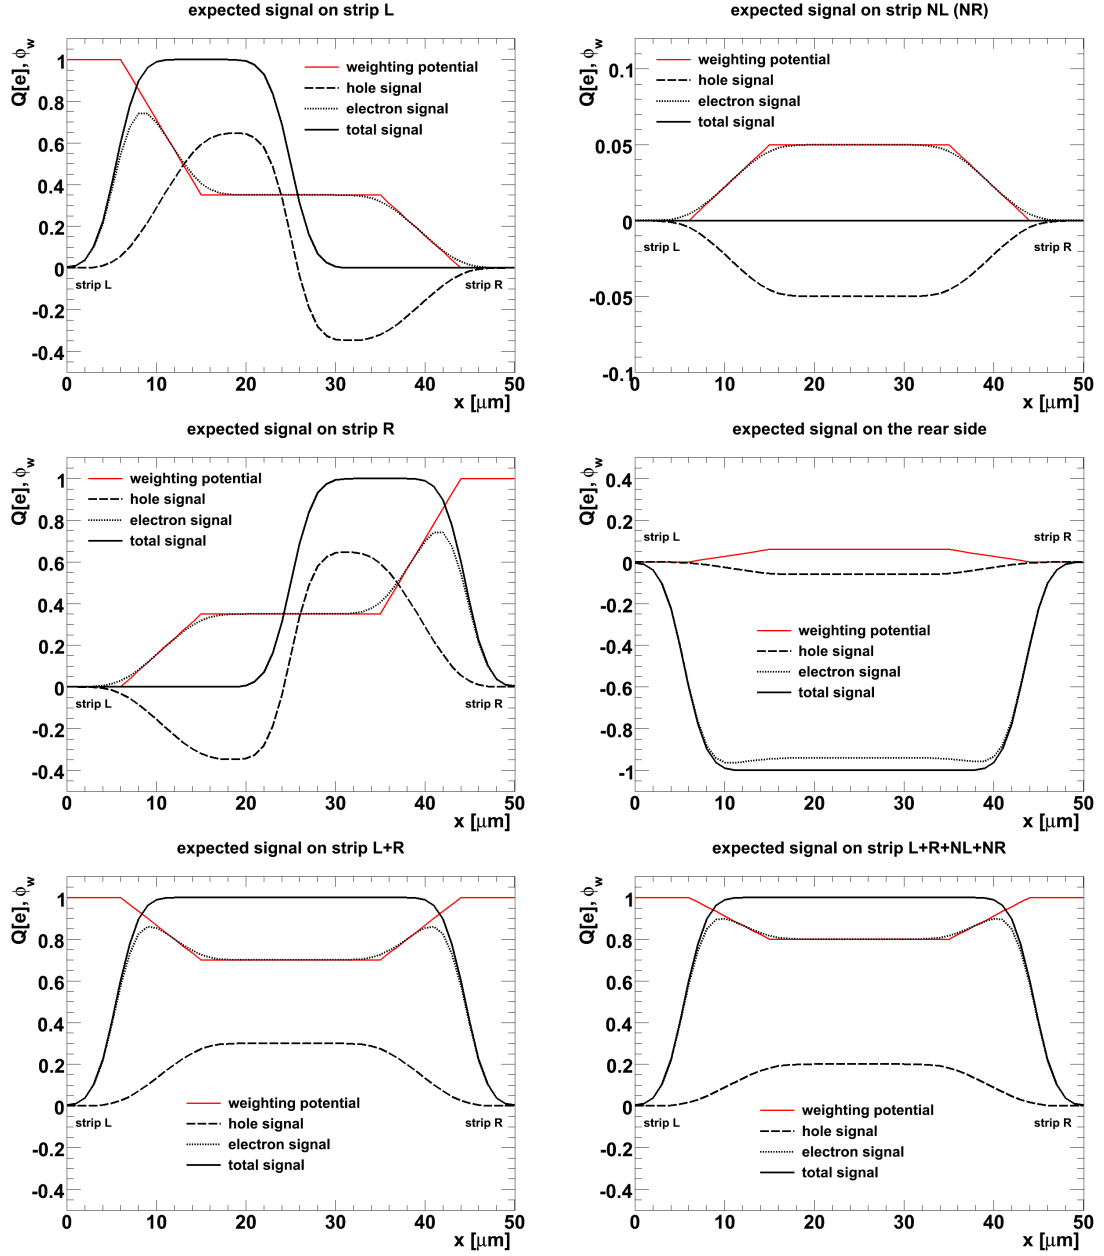 expected signal on strip L
Q[e], ϕw
1
0.8
0.6
0.4
0.2
0
-0.2
-0.4
weighting potential
hole signal
electron signal
total signal
strip L
strip R
0 10 20 30 40 50
x [μm]
expected signal on strip NL (NR)
Q[e], ϕw
0.1
0.05
0
-0.05
-0.1
weighting potential
hole signal
electron signal
total signal
strip L
strip R
0 10 20 30 40 50
x [μm]
expected signal on strip R
Q[e], ϕw
1
0.8
0.6
0.4
0.2
0
-0.2
-0.4
weighting potential
hole signal
electron signal
total signal
strip L
strip R
0 10 20 30 40 50
x [μm]
expected signal on the rear side
Q[e], ϕw
0.4
0.2
0
-0.2
-0.4
-0.6
-0.8
-1
strip L
strip R
weighting potential
hole signal
electron signal
total signal
0 10 20 30 40 50
x [μm]
expected signal on strip L+R
Q[e], ϕw
1
0.8
0.6
0.4
0.2
0
-0.2
-0.4
weighting potential
hole signal
electron signal
total signal
strip L
strip R
0 10 20 30 40 50
x [μm]
expected signal on strip L+R+NL+NR
Q[e], ϕw
1
0.8
0.6
0.4
0.2
0
-0.2
-0.4
strip L
strip R
weighting potential
hole signal
electron signal
total signal
0 10 20 30 40 50
x [μm]